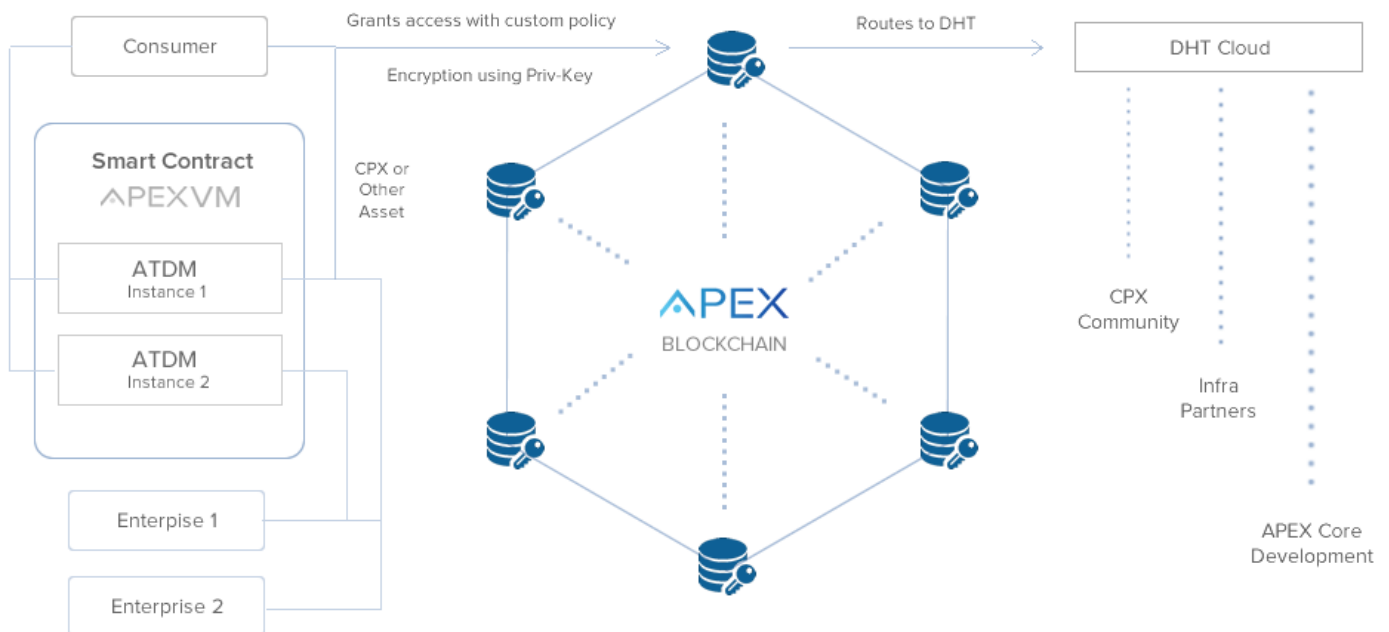 Consumer
Grants access with custom policy
Encryption using Priv-Key
Routes to DHT
DHT Cloud
Smart Contract
APEXVM
ATDM
Instance 1
ATDM
Instance 2
CPX or
Other
Asset
APEX
BLOCKCHAIN
CPX
Community
Infra
Partners
APEX Core
Development
Enterpise 1
Enterprise 2